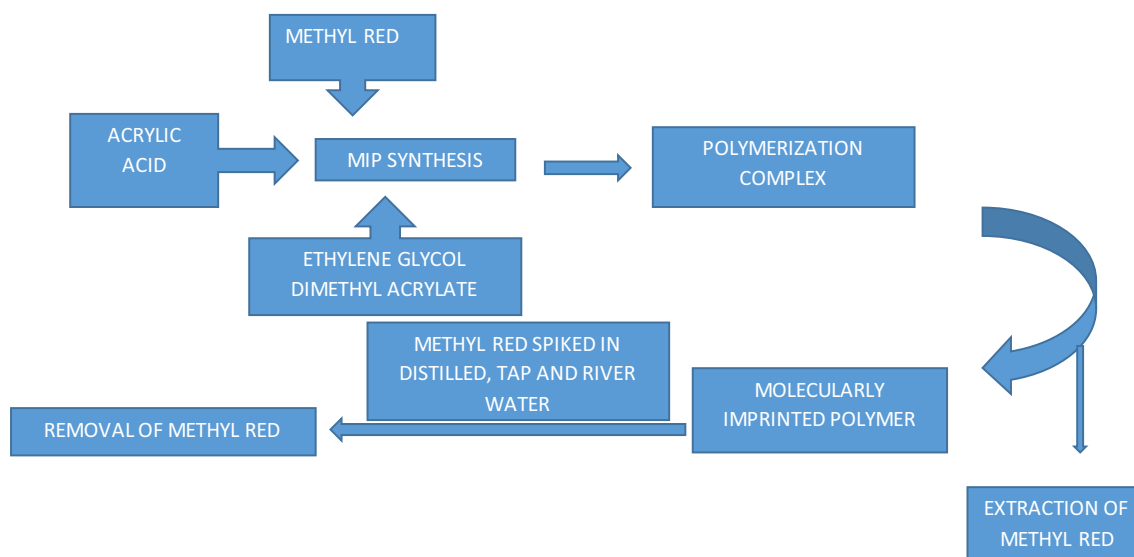 METHYL RED
ACRYLIC
ACID
MIP SYNTHESIS
POLYMERIZATION
COMPLEX
ETHYLENE GLYCOL
DIMETHYL ACRYLATE
METHYL RED SPIKED IN
DISTILLED, TAP AND RIVER
WATER
MOLECULARLY
IMPRINTED POLYMER
REMOVAL OF METHYL RED
EXTRACTION OF
METHYL RED